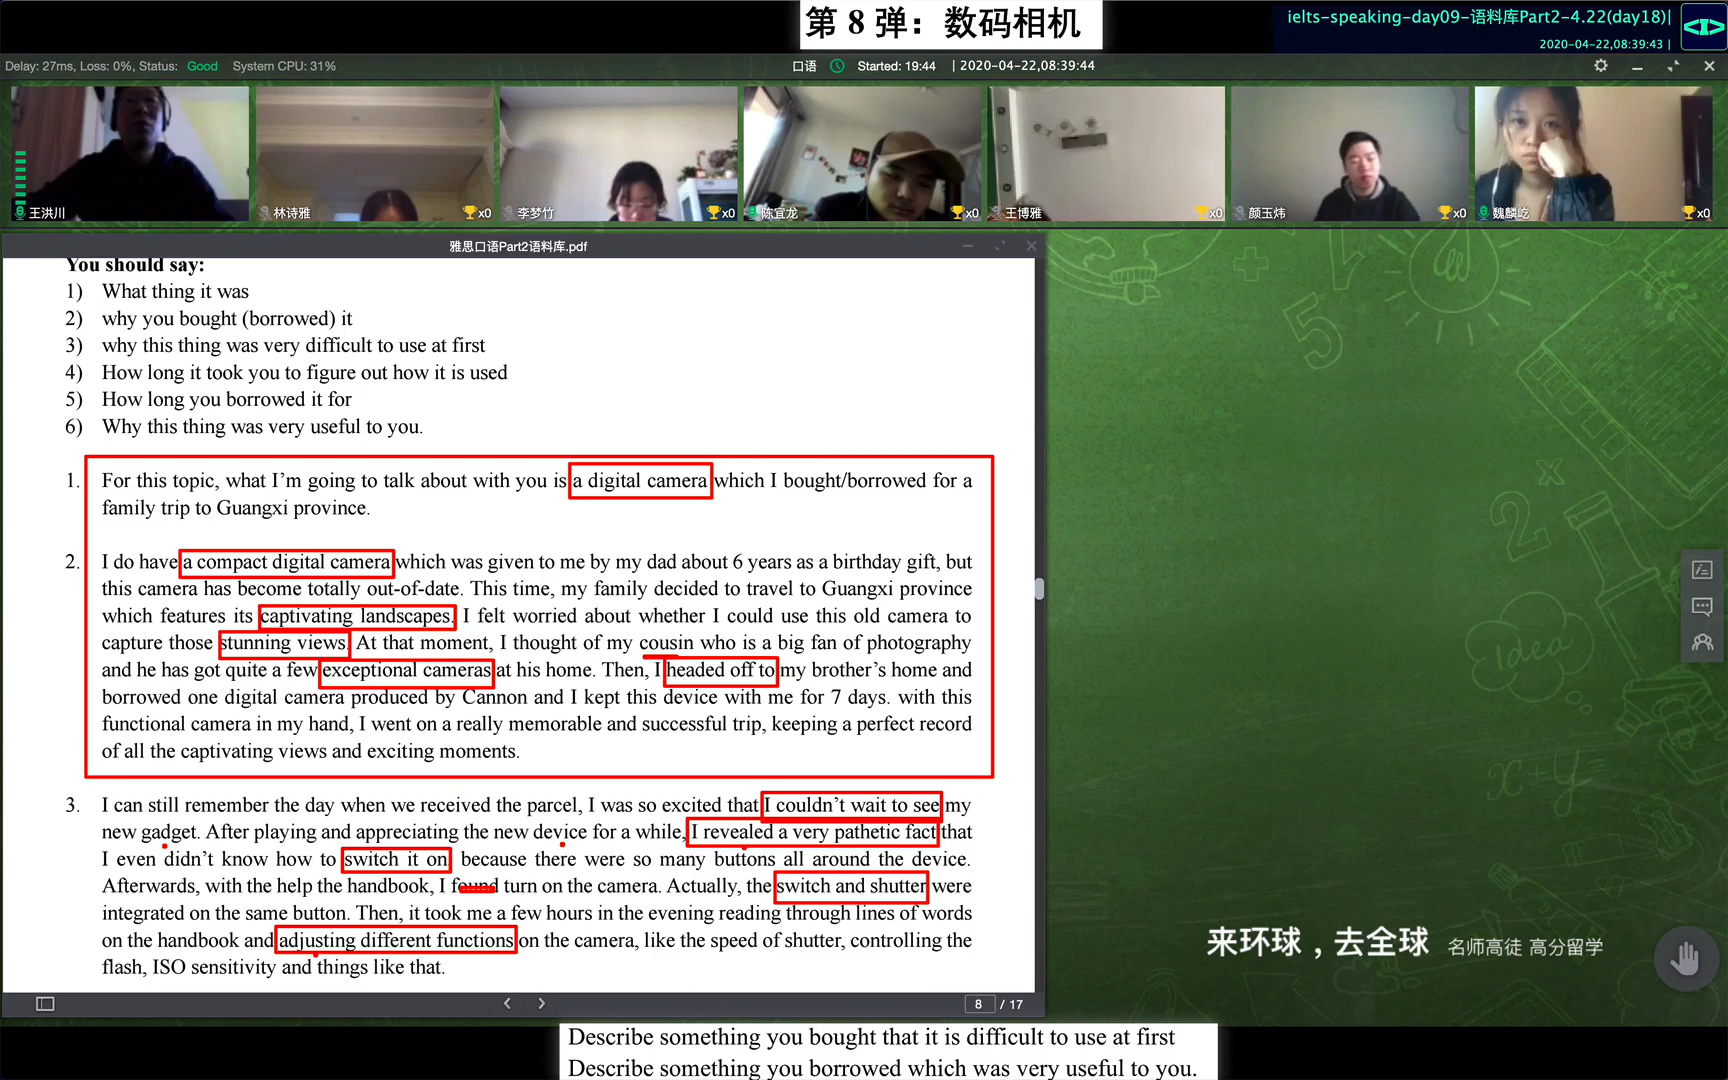 第 8 弹：数码相机
ielts-speaking-day09-语料库Part2-4.22(day18)|
2020-04-22,08:39:43 |
Delay: 27ms, Loss: 0%, Status: Good System CPU: 31%
口语 Started: 19:44 | 2020-04-22,08:39:44
王洪川
林诗雅 x0
李梦竹 x0
陈宜龙 x0
王博雅 x0
颜玉炜 x0
魏麟屹 x0
雅思口语Part2语料库.pdf
You should say:
1) What thing it was
2) why you bought (borrowed) it
3) why this thing was very difficult to use at first
4) How long it took you to figure out how it is used
5) How long you borrowed it for
6) Why this thing was very useful to you.
1. For this topic, what I’m going to talk about with you is a digital camera which I bought/borrowed for a
family trip to Guangxi province.
2. I do have a compact digital camera which was given to me by my dad about 6 years as a birthday gift, but
this camera has become totally out-of-date. This time, my family decided to travel to Guangxi province
which features its captivating landscapes. I felt worried about whether I could use this old camera to
capture those stunning views. At that moment, I thought of my cousin who is a big fan of photography
and he has got quite a few exceptional cameras at his home. Then, I headed off to my brother’s home and
borrowed one digital camera produced by Cannon and I kept this device with me for 7 days. with this
functional camera in my hand, I went on a really memorable and successful trip, keeping a perfect record
of all the captivating views and exciting moments.
3. I can still remember the day when we received the parcel, I was so excited that I couldn’t wait to see my
new gadget. After playing and appreciating the new device for a while, I revealed a very pathetic fact that
I even didn’t know how to switch it on, because there were so many buttons all around the device.
Afterwards, with the help the handbook, I found turn on the camera. Actually, the switch and shutter were
integrated on the same button. Then, it took me a few hours in the evening reading through lines of words
on the handbook and adjusting different functions on the camera, like the speed of shutter, controlling the
flash, ISO sensitivity and things like that.
8 / 17
5
2
x
Idea
x+y=
来环球，去全球 名师高徒 高分留学
Describe something you bought that it is difficult to use at first
Describe something you borrowed which was very useful to you.